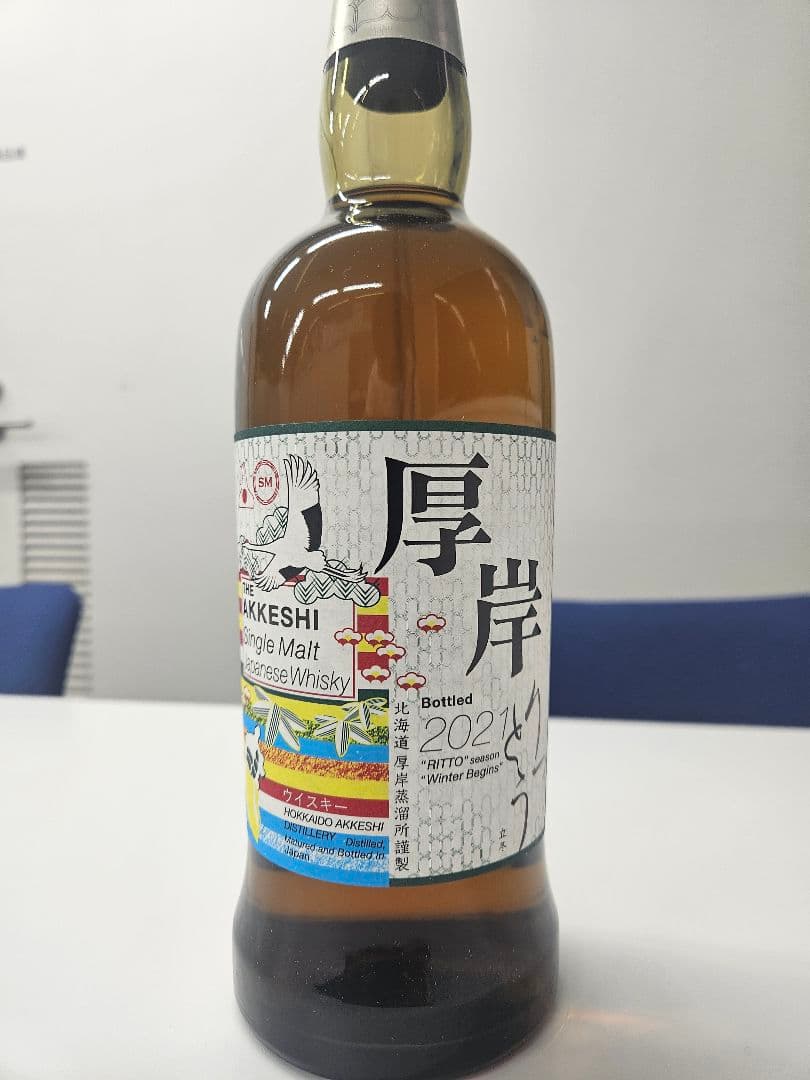 SM
厚岸
THE
AKKESHI
Single Malt
Japanese Whisky
Bottled
2021
"RITTO" season
"Winter Begins"
りっとう
立冬
北海道 厚岸蒸溜所謹製
ウイスキー
HOKKAIDO AKKESHI
DISTILLERY Distilled,
Matured and Bottled in
Japan